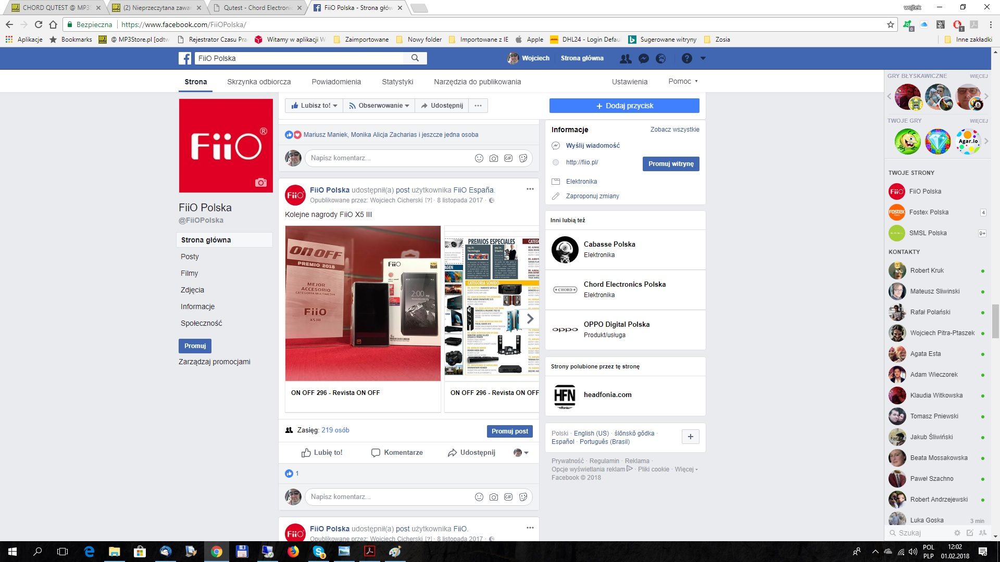 CHORD QUTEST @ MP3S
(2) Nieprzeczytana zawar
Qutest - Chord Electronic
FiiO Polska - Strona głów
wojtek
Bezpieczna
https://www.facebook.com/FiiOPolska/
Aplikacje
Bookmarks
@ MP3Store.pl [odtw
Rejestrator Czasu Pra
Witamy w aplikacji W
Zaimportowane
Nowy folder
Importowane z IE
Apple
DHL24 - Login Defau
Sugerowane witryny
Zosia
Inne zakładki
FiiO Polska
Wojciech
Strona główna
Strona
Skrzynka odbiorcza
Powiadomienia
Statystyki
Narzędzia do publikowania
Ustawienia
Pomoc
FiiO®
FiiO Polska
@FiiOPolska
Strona główna
Posty
Filmy
Zdjęcia
Informacje
Społeczność
Promuj
Zarządzaj promocjami
Lubisz to!
Obserwowanie
Udostępnij
Dodaj przycisk
Mariusz Maniek, Monika Alicja Zacharias i jeszcze jedna osoba
Napisz komentarz...
GIF
FiiO Polska udostępnił(a) post użytkownika FiiO España.
Opublikowane przez: Wojciech Cicherski [?] · 8 listopada 2017 ·
Kolejne nagrody FiiO X5 III
ON OFF
PREMIO 2018
MEJOR
ACCESORIO
CATEGORIA MULTIMEDIA
FiiO
X5 III
FiiO
2:00 PM
PREMIOS ESPECIALES
Tecnología
Diseño
CATEGORIA SONIDO
ON OFF 296 - Revista ON OFF
ON OFF 296 - Revista ON OFF
Zasięg: 219 osób
Promuj post
Lubię to!
Komentarze
Udostępnij
1
Napisz komentarz...
GIF
FiiO Polska udostępnił(a) post użytkownika FiiO.
Opublikowane przez: Wojciech Cicherski [?] · 8 listopada 2017 ·
Informacje
Zobacz wszystkie
Wyślij wiadomość
http://fiio.pl/
Promuj witrynę
Elektronika
Zaproponuj zmiany
Inni lubią też
Cabasse Polska
Elektronika
CHORD
Chord Electronics Polska
Elektronika
oppo
OPPO Digital Polska
Produkt/usługa
Strony polubione przez tę stronę
HFN
headfonia.com
Polski · English (US) · ślōnskŏ gŏdka ·
Español · Português (Brasil)
Prywatność · Regulamin · Reklama ·
Opcje wyświetlania reklam · Pliki cookie · Więcej
Facebook © 2018
GRY BŁYSKAWICZNE
WIĘCEJ
TWOJE GRY
WIĘCEJ
Agar.io
TWOJE STRONY
FiiO Polska
Fostex Polska
4
SMSL Polska
9+
KONTAKTY
Robert Kruk
Mateusz Sliwinski
Rafał Polański
Wojciech Pitra-Ptaszek
Agata Esta
Adam Wieczorek
Klaudia Witkowska
Tomasz Pniewski
Jakub Śliwiński
Beata Mossakowska
Paweł Szachno
Robert Andrzejewski
Luka Goska
3 min
Szukaj
POL
PLP
12:02
01.02.2018